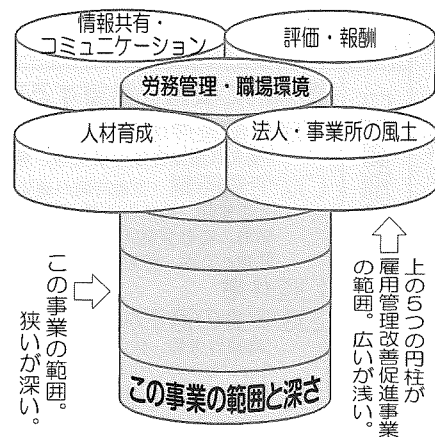 情報共有・
コミュニケーション
評価・報酬
労務管理・職場環境
人材育成
法人・事業所の風土
上の５つの円柱が
雇用管理改善促進事業
の範囲。広いが浅い。
この事業の範囲。
狭いが深い。
この事業の範囲と深さ